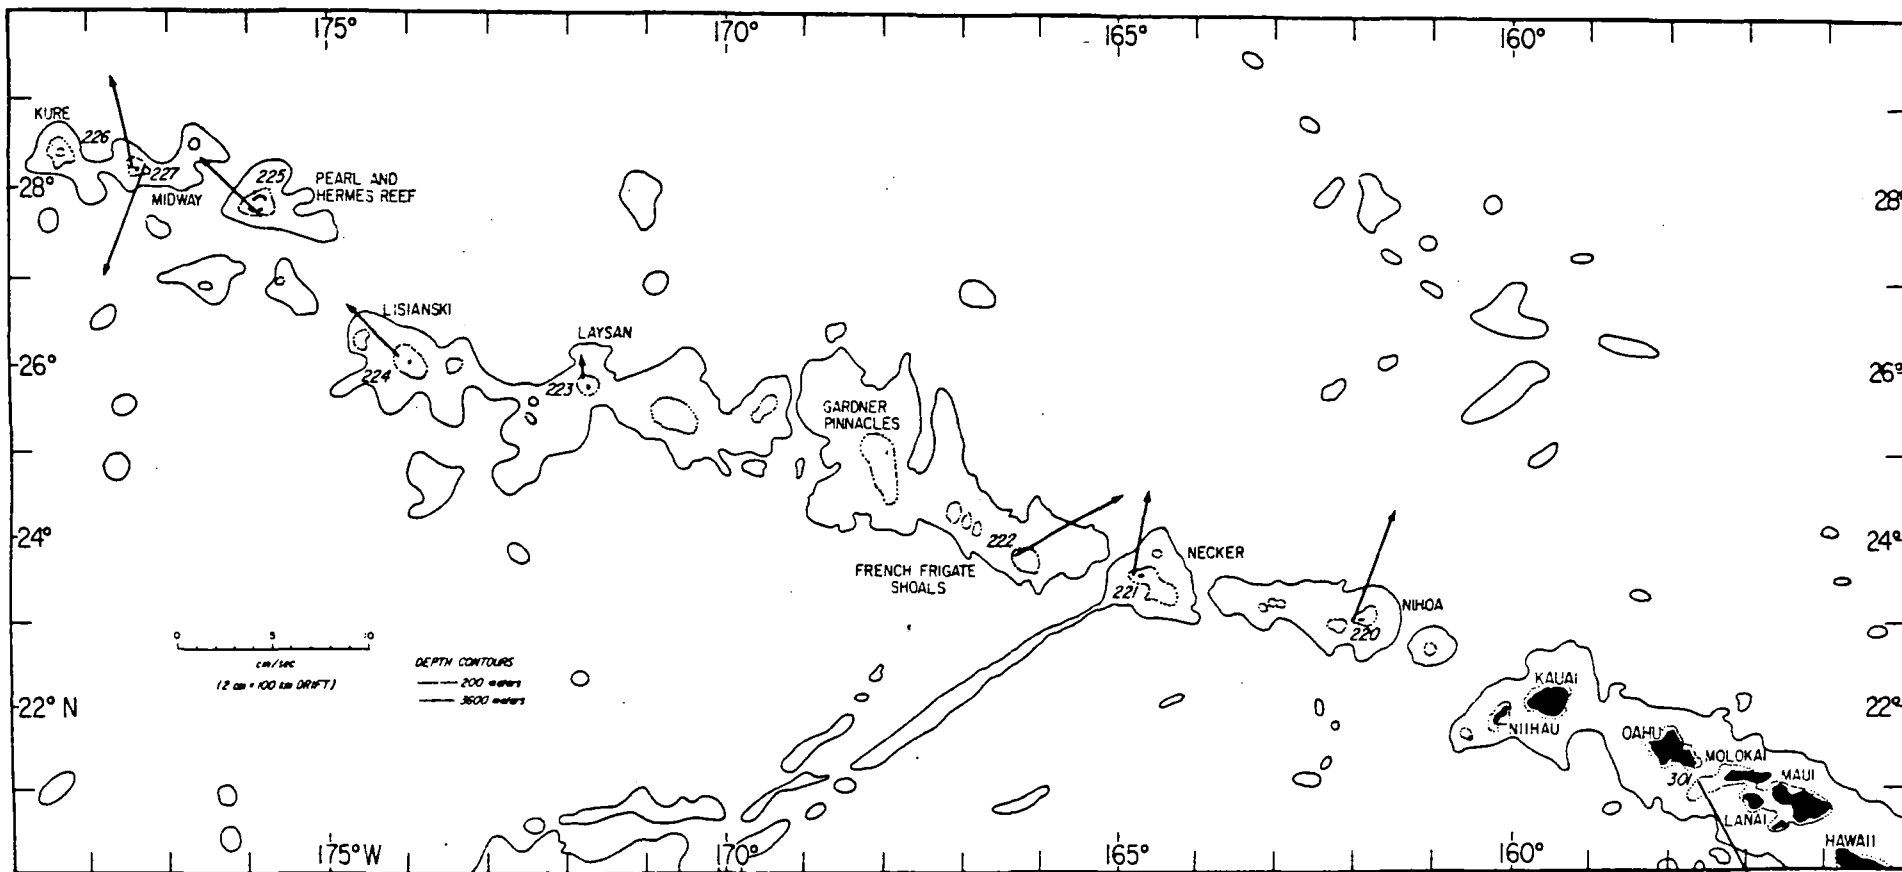 175° 170° 165° 160°
KURE
226
227
MIDWAY
225
PEARL AND
HERMES REEF
28° 28°
LISIANSKI
224
LAYSAN
223
26° 26°
GARDNER
PINNACLES
222
FRENCH FRIGATE
SHOALS
24° 24°
NECKER
221
NIHOA
220
0 5 10
cm/sec
(2 cm = 100 km DRIFT)
DEPTH CONTOURS
200 meters
3600 meters
22° N 22°
KAUAI
NIIHAU
OAHU
MOLOKAI
301
MAUI
LANAI
HAWAII
175° W 170° 165° 160°